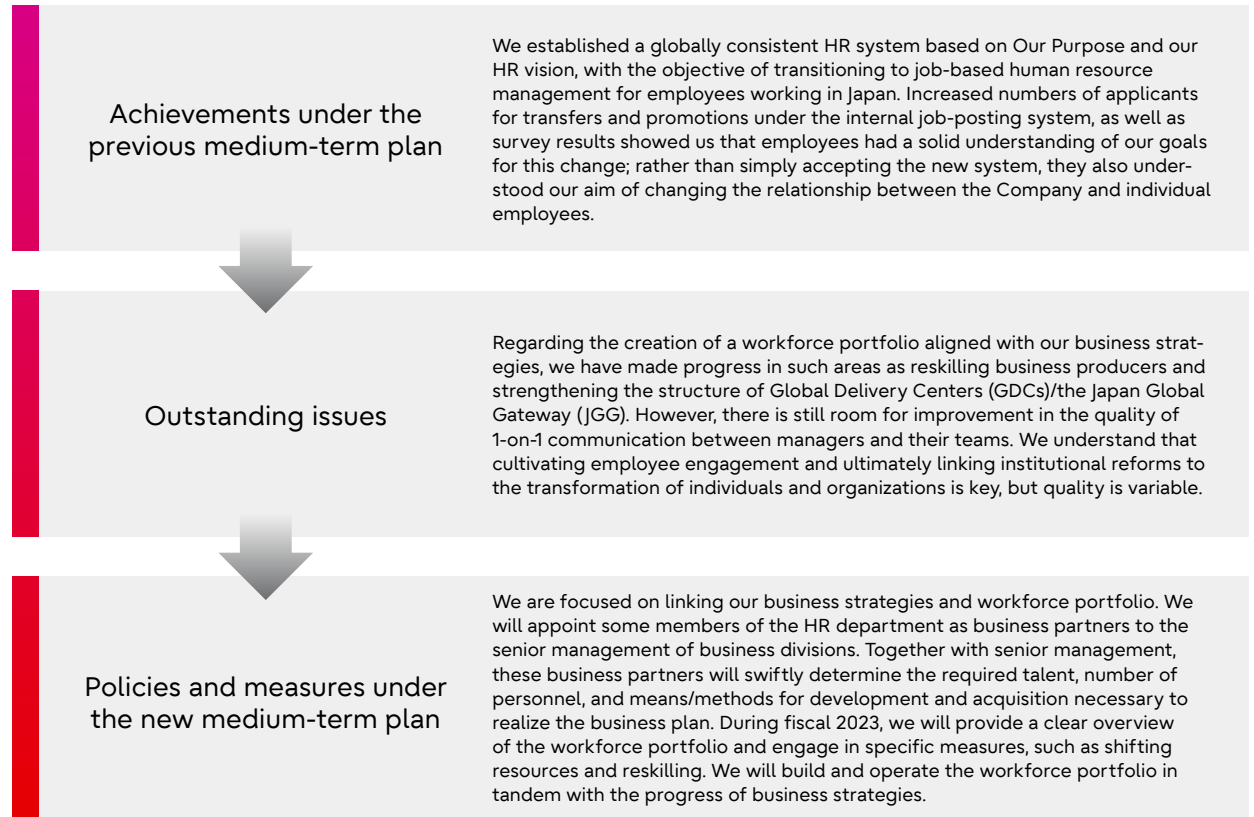 Achievements under the
previous medium-term plan
We established a globally consistent HR system based on Our Purpose and our
HR vision, with the objective of transitioning to job-based human resource
management for employees working in Japan. Increased numbers of applicants
for transfers and promotions under the internal job-posting system, as well as
survey results showed us that employees had a solid understanding of our goals
for this change; rather than simply accepting the new system, they also under-
stood our aim of changing the relationship between the Company and individual
employees.
Outstanding issues
Regarding the creation of a workforce portfolio aligned with our business strat-
egies, we have made progress in such areas as reskilling business producers and
strengthening the structure of Global Delivery Centers (GDCs)/the Japan Global
Gateway (JGG). However, there is still room for improvement in the quality of
1-on-1 communication between managers and their teams. We understand that
cultivating employee engagement and ultimately linking institutional reforms to
the transformation of individuals and organizations is key, but quality is variable.
Policies and measures under
the new medium-term plan
We are focused on linking our business strategies and workforce portfolio. We
will appoint some members of the HR department as business partners to the
senior management of business divisions. Together with senior management,
these business partners will swiftly determine the required talent, number of
personnel, and means/methods for development and acquisition necessary to
realize the business plan. During fiscal 2023, we will provide a clear overview
of the workforce portfolio and engage in specific measures, such as shifting
resources and reskilling. We will build and operate the workforce portfolio in
tandem with the progress of business strategies.